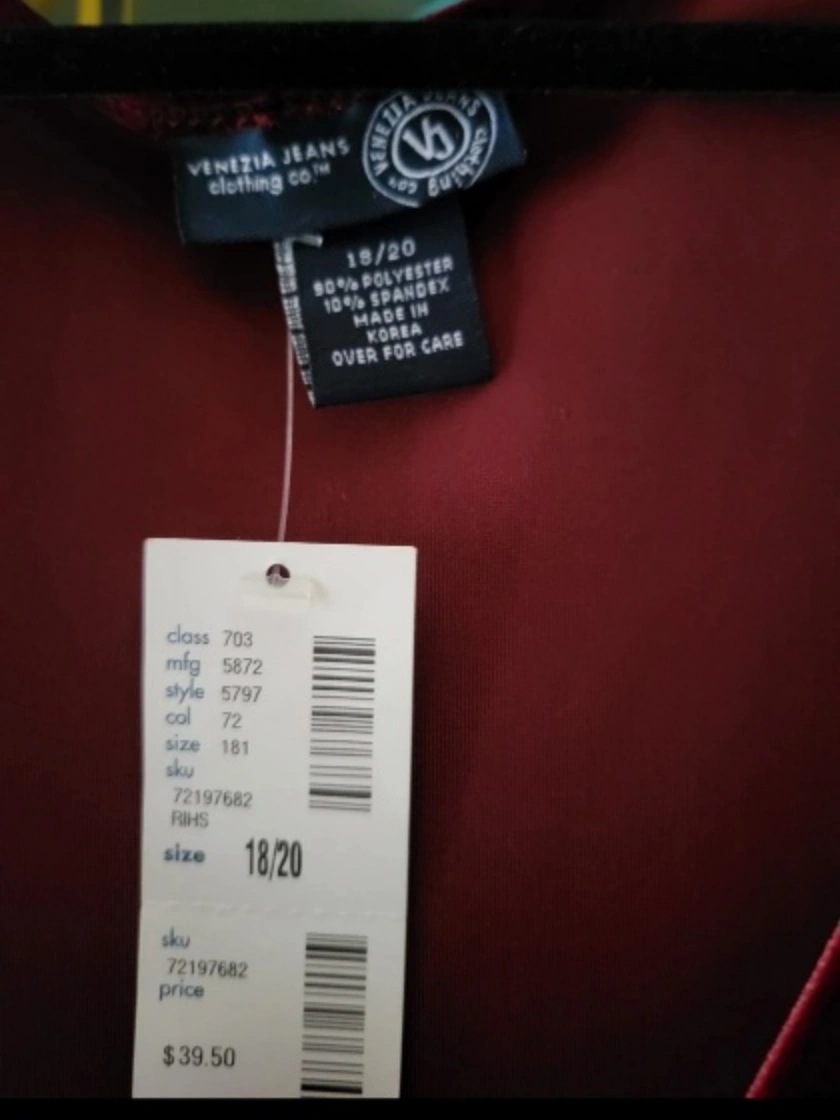 VENEZIA JEANS
clothing co.™
VENEZIA JEANS
clothing co.
VJ
18/20
90% POLYESTER
10% SPANDEX
MADE IN
KOREA
OVER FOR CARE
class 703
mfg 5872
style 5797
col 72
size 181
sku
72197682
RIHS
size 18/20
sku
72197682
price
$39.50